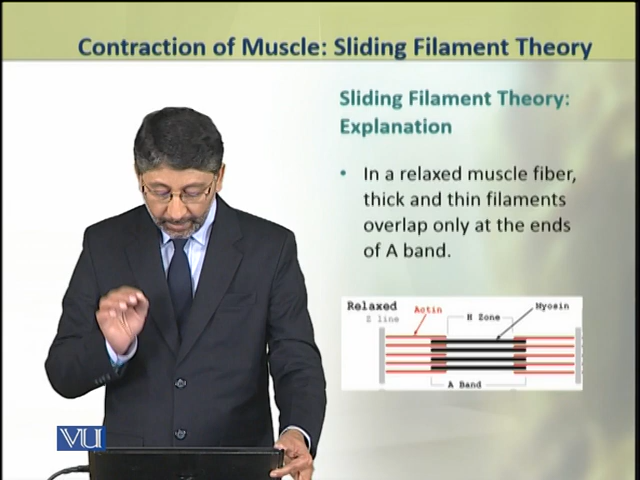 Contraction of Muscle: Sliding Filament Theory
Sliding Filament Theory:
Explanation
• In a relaxed muscle fiber,
thick and thin filaments
overlap only at the ends
of A band.
Relaxed
Z line
Actin
H Zone
Myosin
A Band
VU